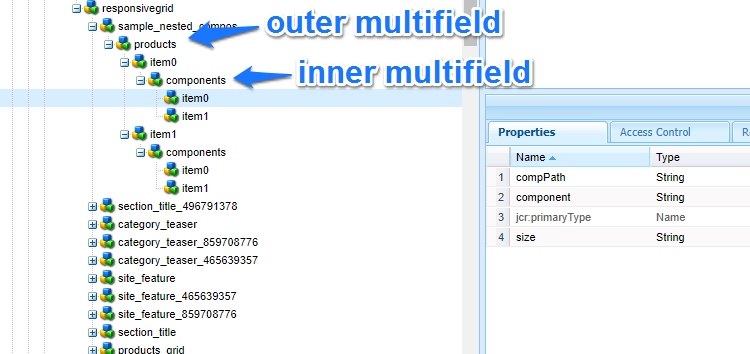 responsivegrid
sample_nested_compos
outer multifield
products
item0
components
inner multifield
item0
item1
item1
components
item0
item1
section_title_496791378
category_teaser
category_teaser_859708776
category_teaser_465639357
site_feature
site_feature_465639357
site_feature_859708776
section_title
products_grid
Properties
Access Control
Name
Type
1 compPath String
2 component String
3 jcr:primaryType Name
4 size String